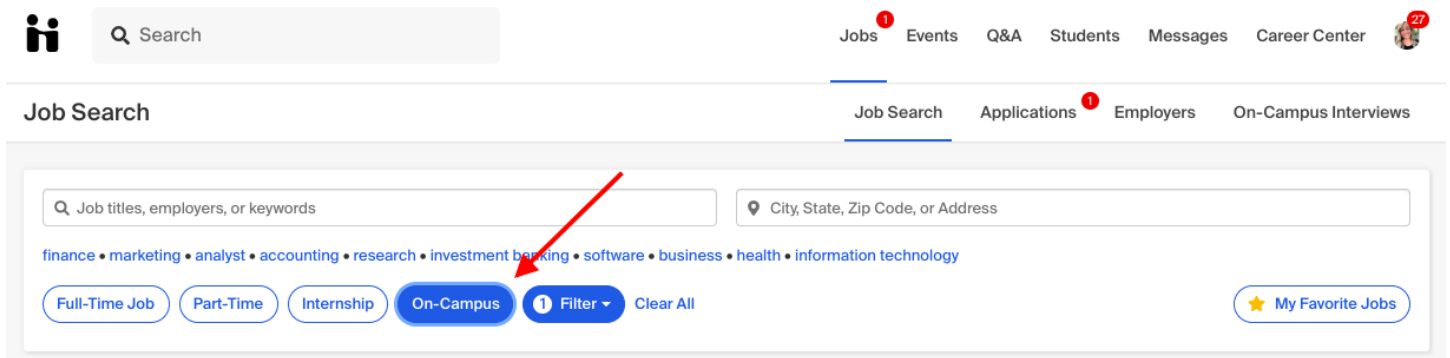 Search
Jobs 1 Events Q&A Students Messages Career Center 27
Job Search
Job Search Applications 1 Employers On-Campus Interviews
Job titles, employers, or keywords
City, State, Zip Code, or Address
finance • marketing • analyst • accounting • research • investment banking • software • business • health • information technology
Full-Time Job Part-Time Internship On-Campus 1 Filter Clear All My Favorite Jobs